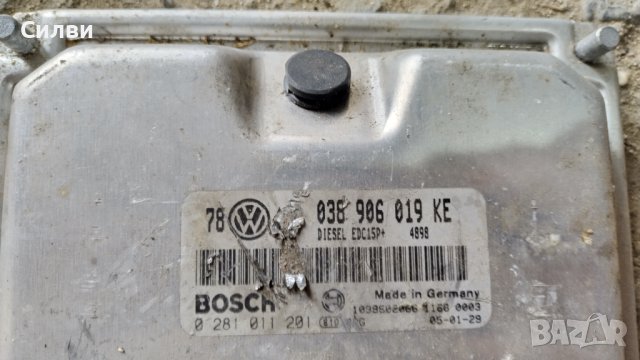 Силви
78 038 906 019 KE
DIESEL EDC15P+ 4898
BOSCH Made in Germany
0 281 011 201
05-01-29
BAZAR